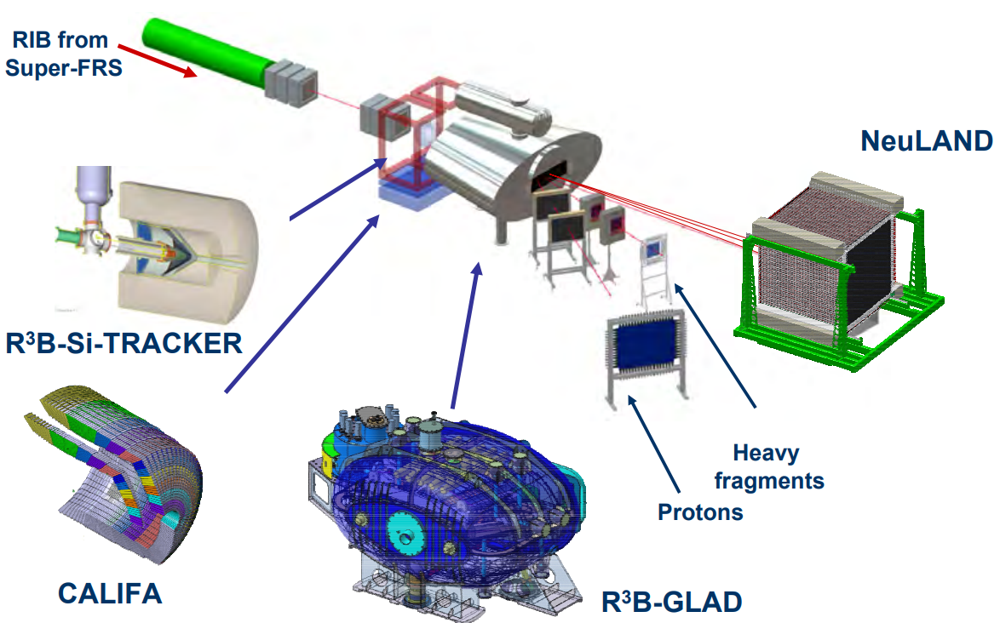 RIB from
Super-FRS
NeuLAND
R³B-Si-TRACKER
Heavy
fragments
Protons
CALIFA
R³B-GLAD